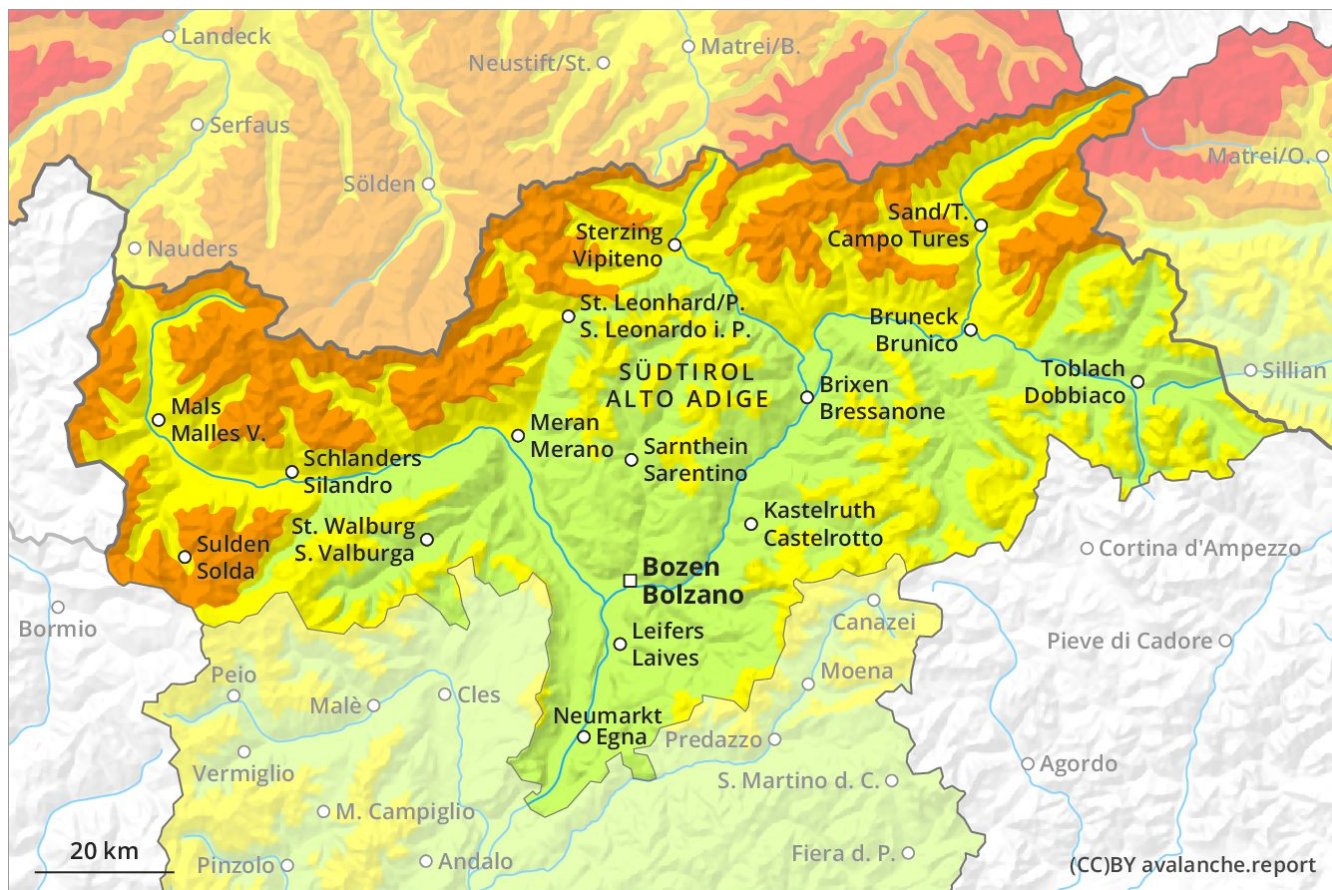 Landeck
Neustift/St.
Matrei/B.
Serfaus
Sölden
Matrei/O.
Nauders
Sterzing
Vipiteno
Sand/T.
Campo Tures
St. Leonhard/P.
S. Leonardo i. P.
Bruneck
Brunico
SÜDTIROL
ALTO ADIGE
Toblach
Dobbiaco
Sillian
Mals
Malles V.
Meran
Merano
Brixen
Bressanone
Schlanders
Silandro
Sarnthein
Sarentino
St. Walburg
S. Valburga
Kastelruth
Castelrotto
Sulden
Solda
Cortina d'Ampezzo
Bozen
Bolzano
Bormio
Leifers
Laives
Canazei
Pieve di Cadore
Peio
Malè
Cles
Moena
Neumarkt
Egna
Predazzo
Vermiglio
Agordo
S. Martino d. C.
M. Campiglio
20 km
Pinzolo
Andalo
Fiera d. P.
(CC)BY avalanche.report